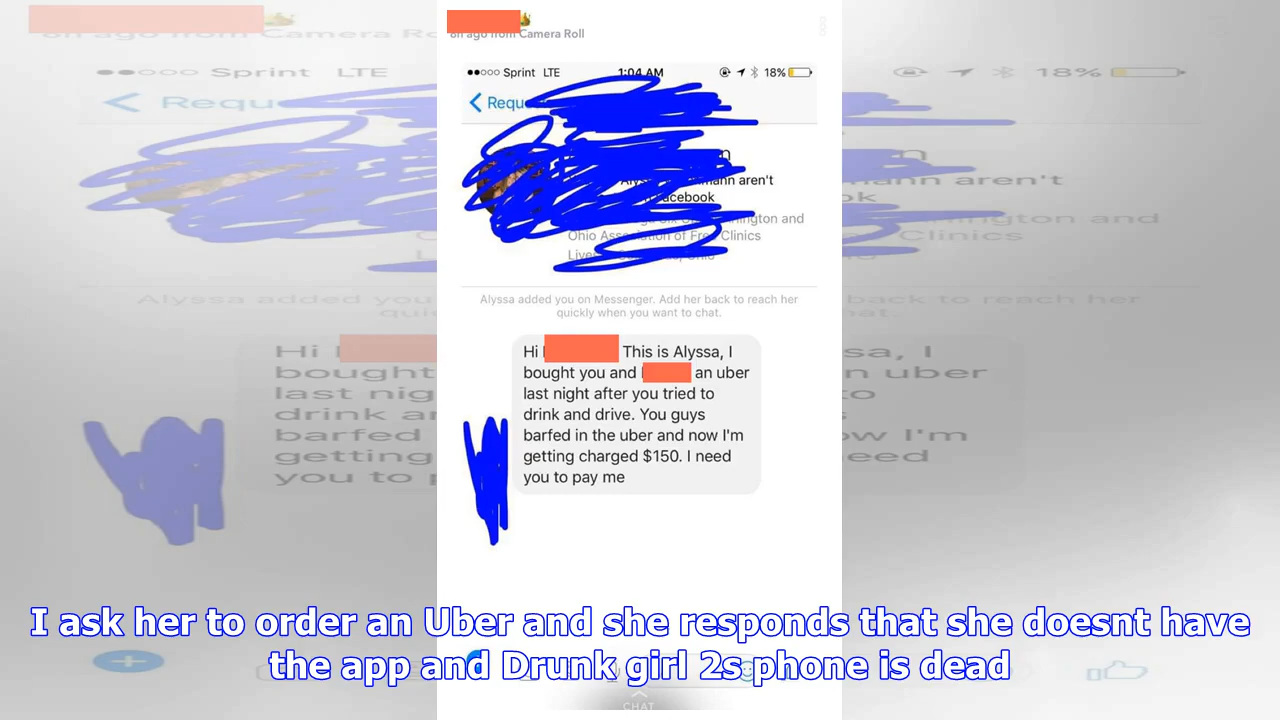 8h ago from Camera Roll
Sprint LTE 1:04 AM 18%
Requ
aren't
Facebook
and
Ohio Association of Free Clinics
Ohio
Alyssa added you on Messenger. Add her back to reach her
quickly when you want to chat.
Hi This is Alyssa, I
bought you and an uber
last night after you tried to
drink and drive. You guys
barfed in the uber and now I'm
getting charged $150. I need
you to pay me
I ask her to order an Uber and she responds that she doesnt have
the app and Drunk girl 2s phone is dead
CHAT